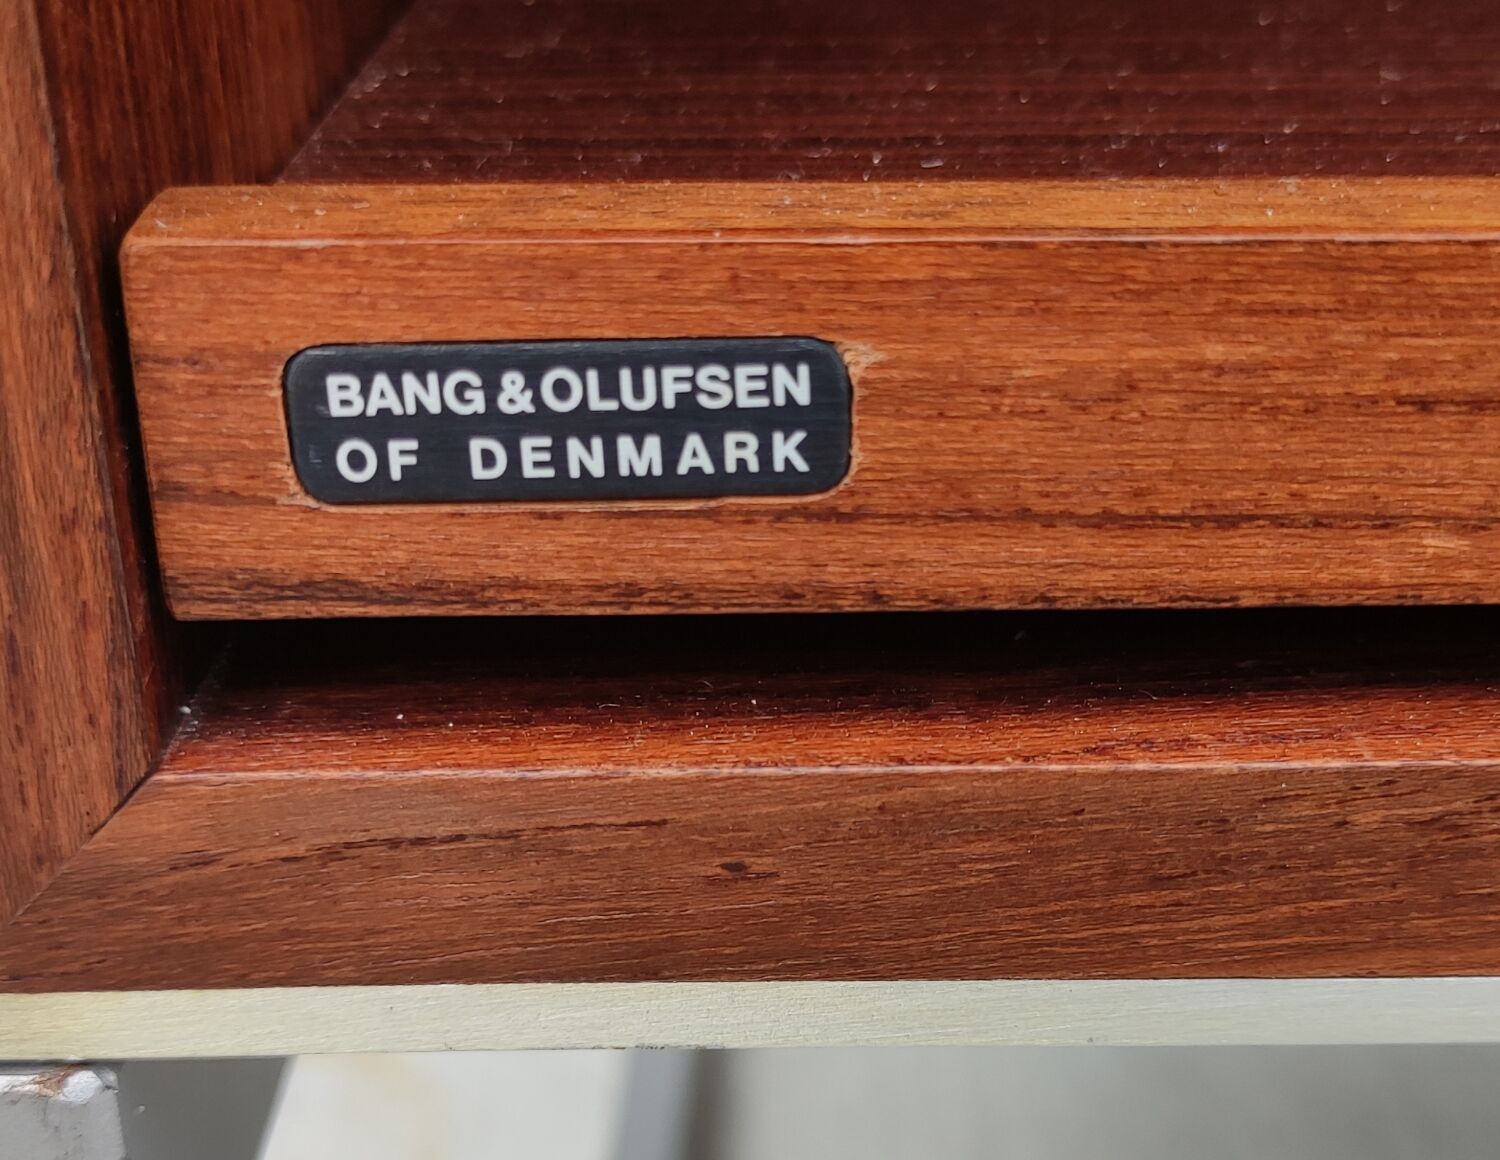 BANG & OLUFSEN
OF DENMARK